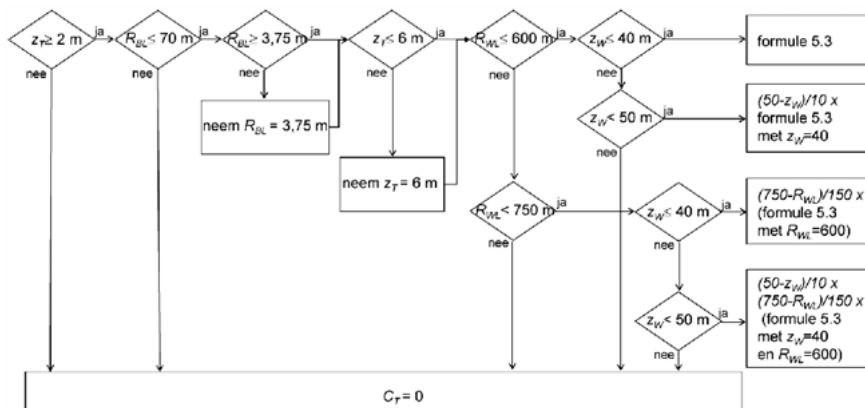 z_T ≥ 2 m
ja
nee
R_BL ≤ 70 m
ja
nee
R_BL ≥ 3,75 m
ja
nee
neem R_BL = 3,75 m
z_T ≤ 6 m
ja
nee
neem z_T = 6 m
R_WL ≤ 600 m
ja
nee
z_W ≤ 40 m
ja
nee
formule 5.3
z_W < 50 m
ja
nee
(50-z_W)/10 x
formule 5.3
met z_W=40
R_WL < 750 m
ja
nee
z_W ≤ 40 m
ja
nee
(750-R_WL)/150 x
(formule 5.3
met R_WL=600)
z_W < 50 m
ja
nee
(50-z_W)/10 x
(750-R_WL)/150 x
(formule 5.3
met z_W=40
en R_WL=600)
C_T = 0